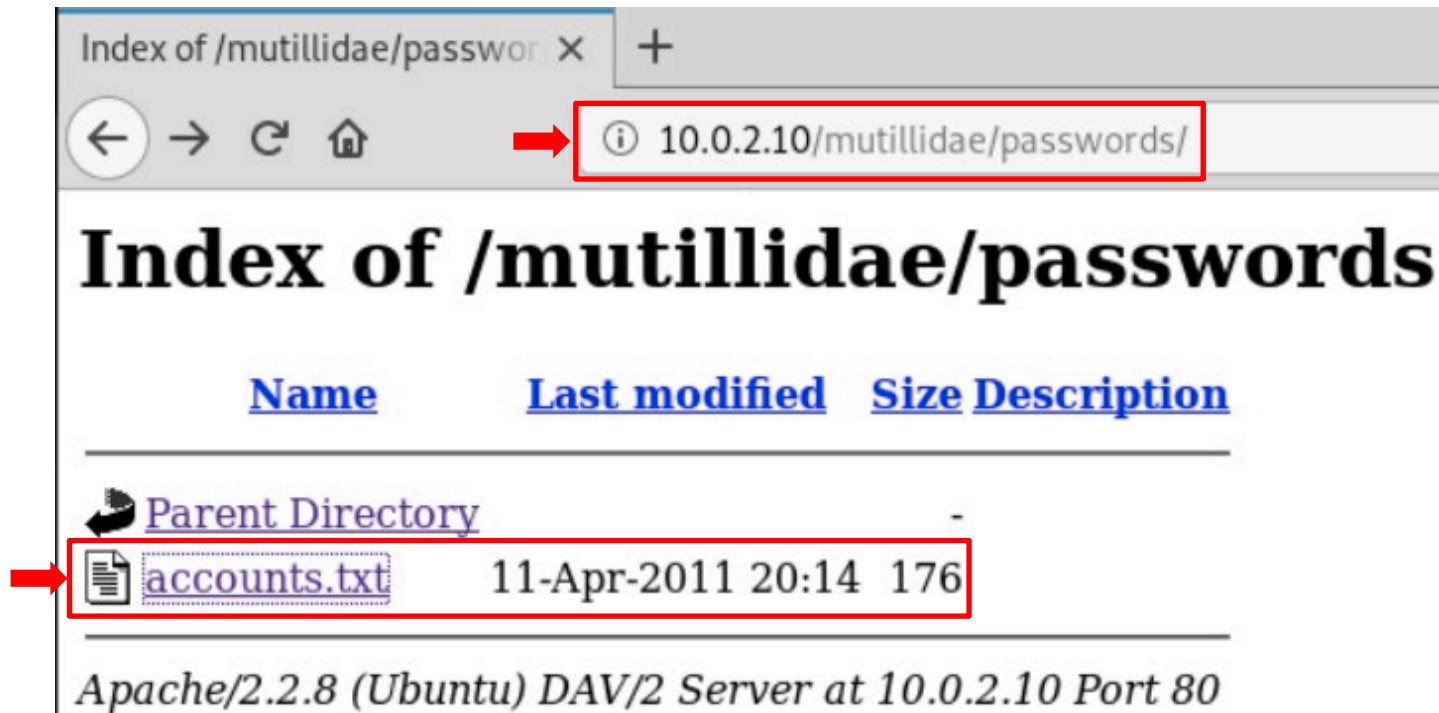 Index of /mutillidae/passwor
10.0.2.10/mutillidae/passwords/
Index of /mutillidae/passwords
Name Last modified Size Description
Parent Directory -
accounts.txt 11-Apr-2011 20:14 176
Apache/2.2.8 (Ubuntu) DAV/2 Server at 10.0.2.10 Port 80